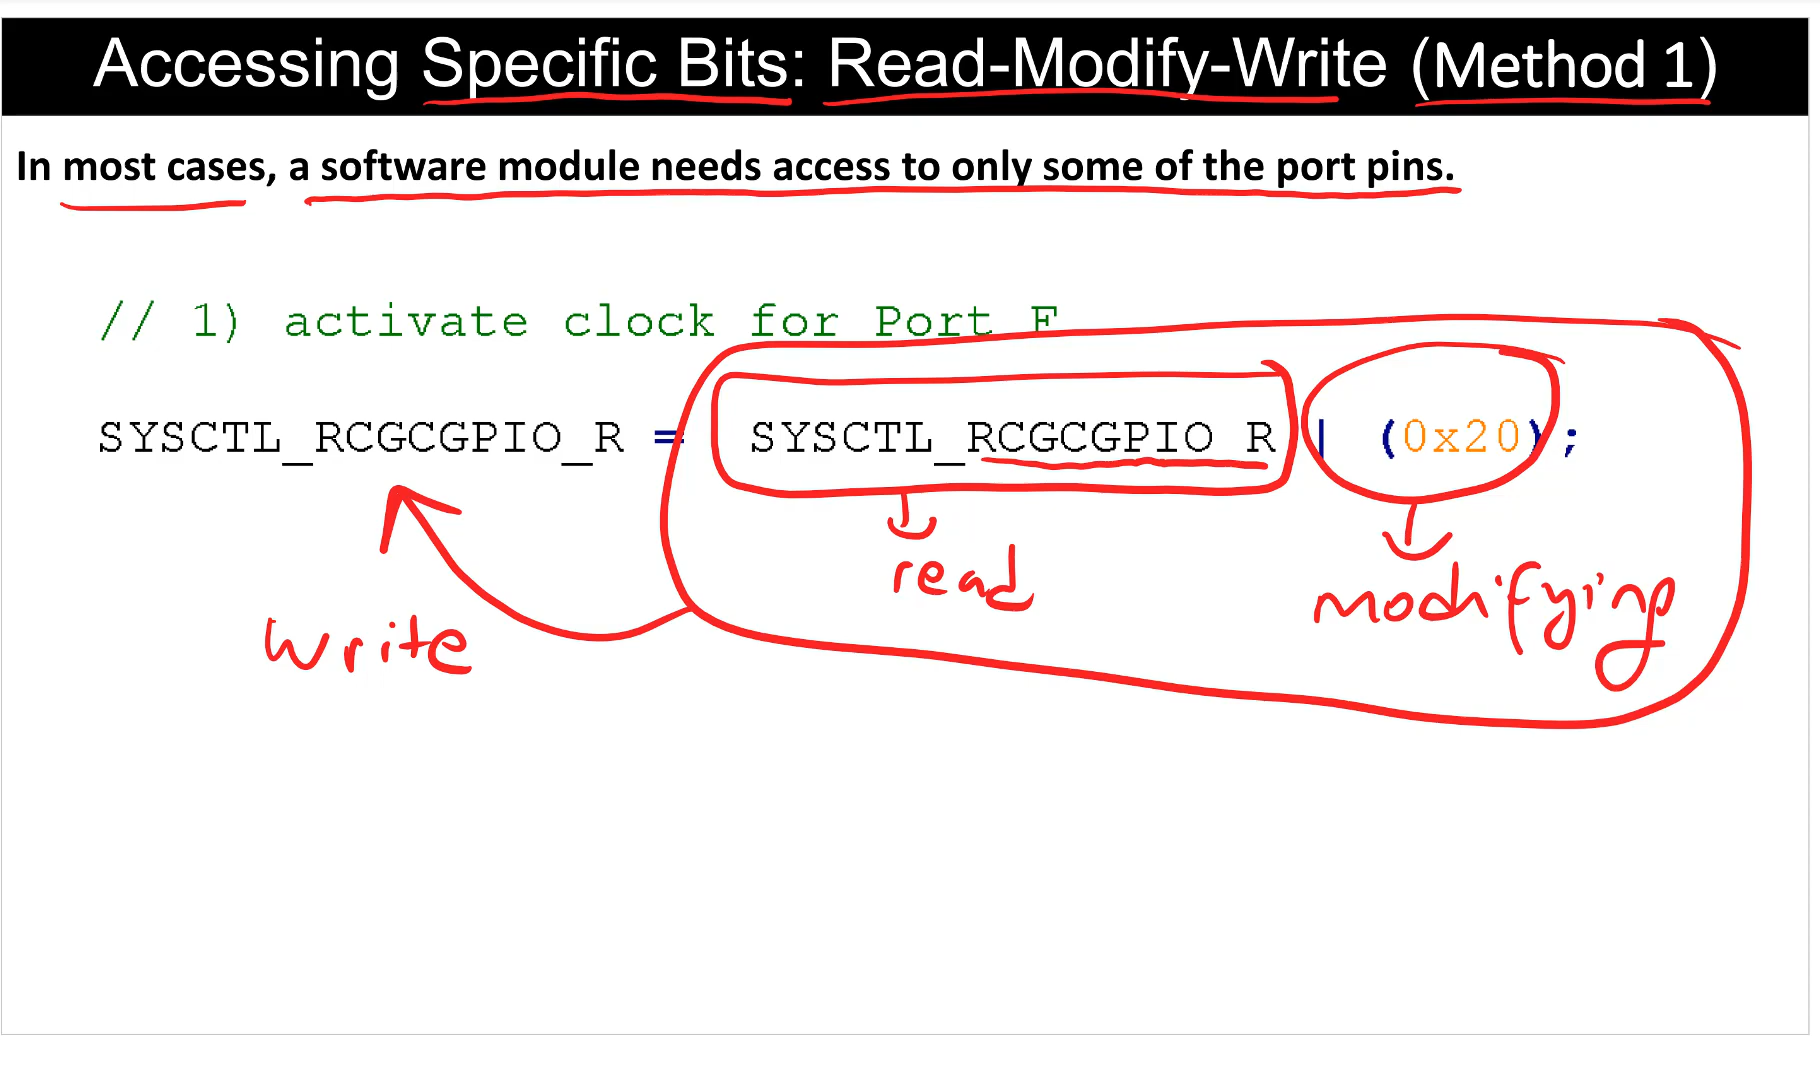 Accessing Specific Bits: Read-Modify-Write (Method 1)
In most cases, a software module needs access to only some of the port pins.
// 1) activate clock for Port F
SYSCTL_RCGCGPIO_R = SYSCTL_RCGCGPIO_R | (0x20);
read
modifying
write